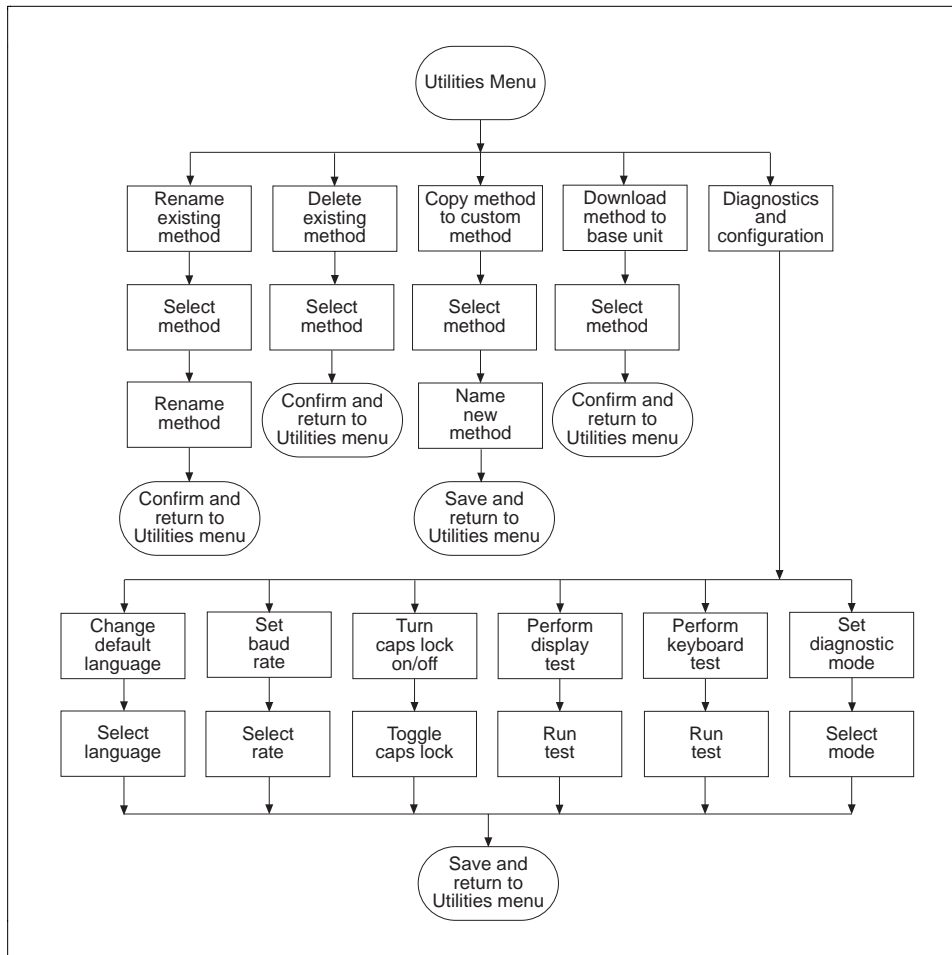 Utilities Menu
Rename
existing
method
Delete
existing
method
Copy method
to custom
method
Download
method to
base unit
Diagnostics
and
configuration
Select
method
Select
method
Select
method
Select
method
Rename
method
Confirm and
return to
Utilities menu
Name
new
method
Confirm and
return to
Utilities menu
Confirm and
return to
Utilities menu
Save and
return to
Utilities menu
Change
default
language
Set
baud
rate
Turn
caps lock
on/off
Perform
display
test
Perform
keyboard
test
Set
diagnostic
mode
Select
language
Select
rate
Toggle
caps lock
Run
test
Run
test
Select
mode
Save and
return to
Utilities menu